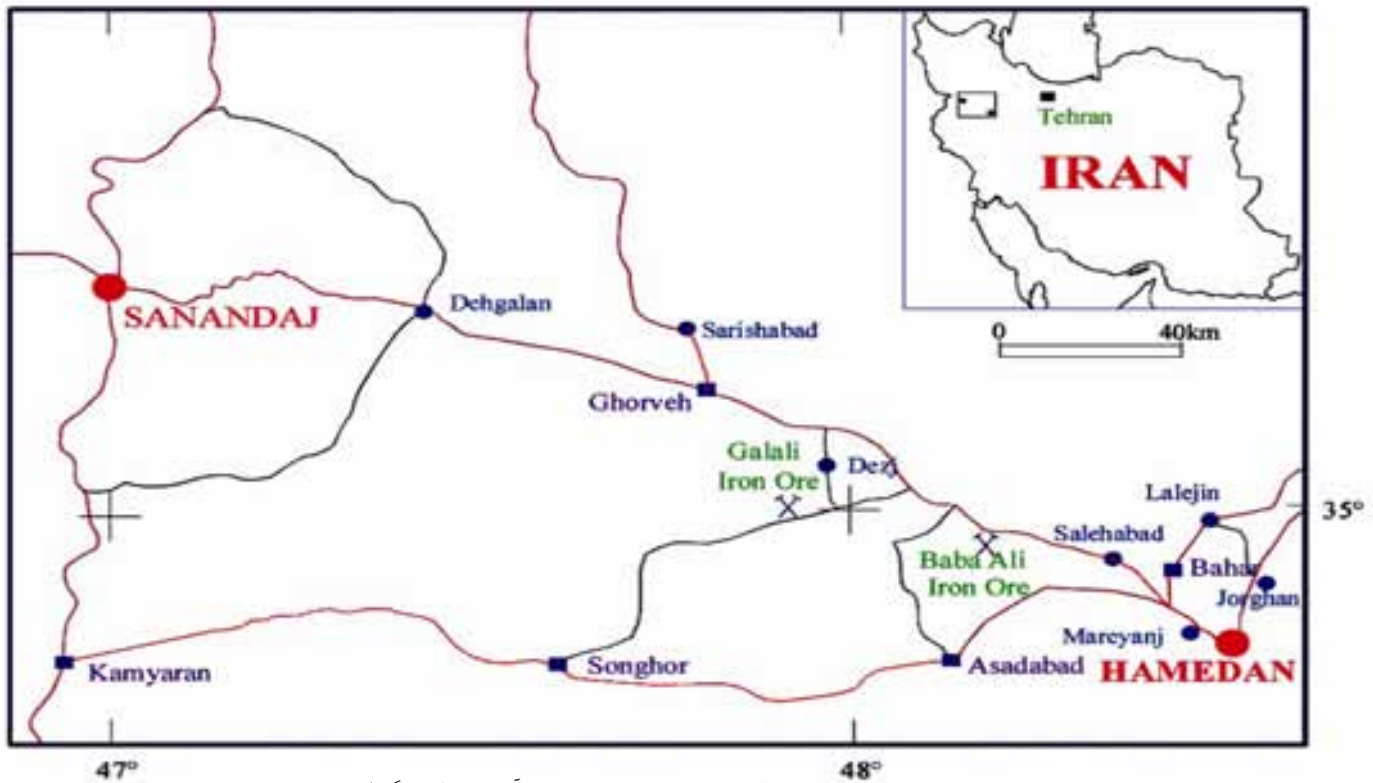 Tehran
IRAN
0 40km
Dehgalan
SANANDAJ
Sarishabad
Ghorveh
Galali
Iron Ore
Dezj
Lalejin
35°
Salehabad
Baba Ali
Iron Ore
Bahar
Jorghan
Mareyanj
Kamyaran
Songhor
Asadabad
HAMEDAN
47°
48°